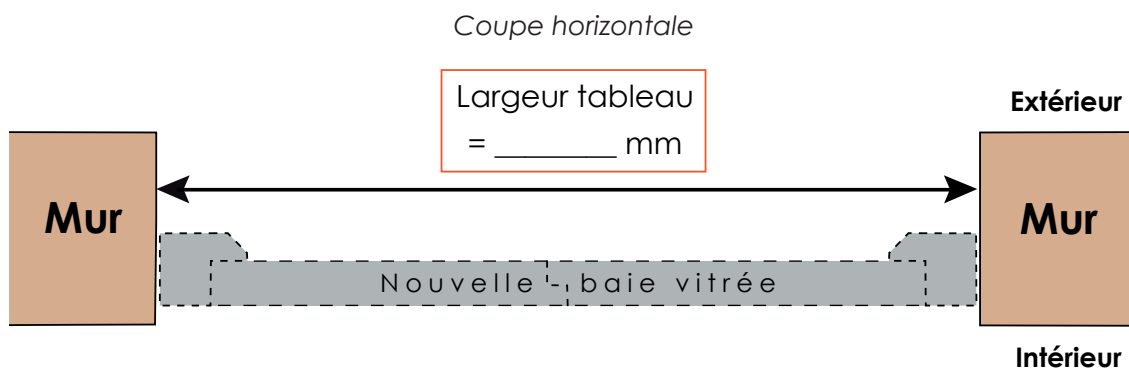 Coupe horizontale
Largeur tableau
= ________ mm
Extérieur
Mur
Mur
Nouvelle - baie vitrée
Intérieur